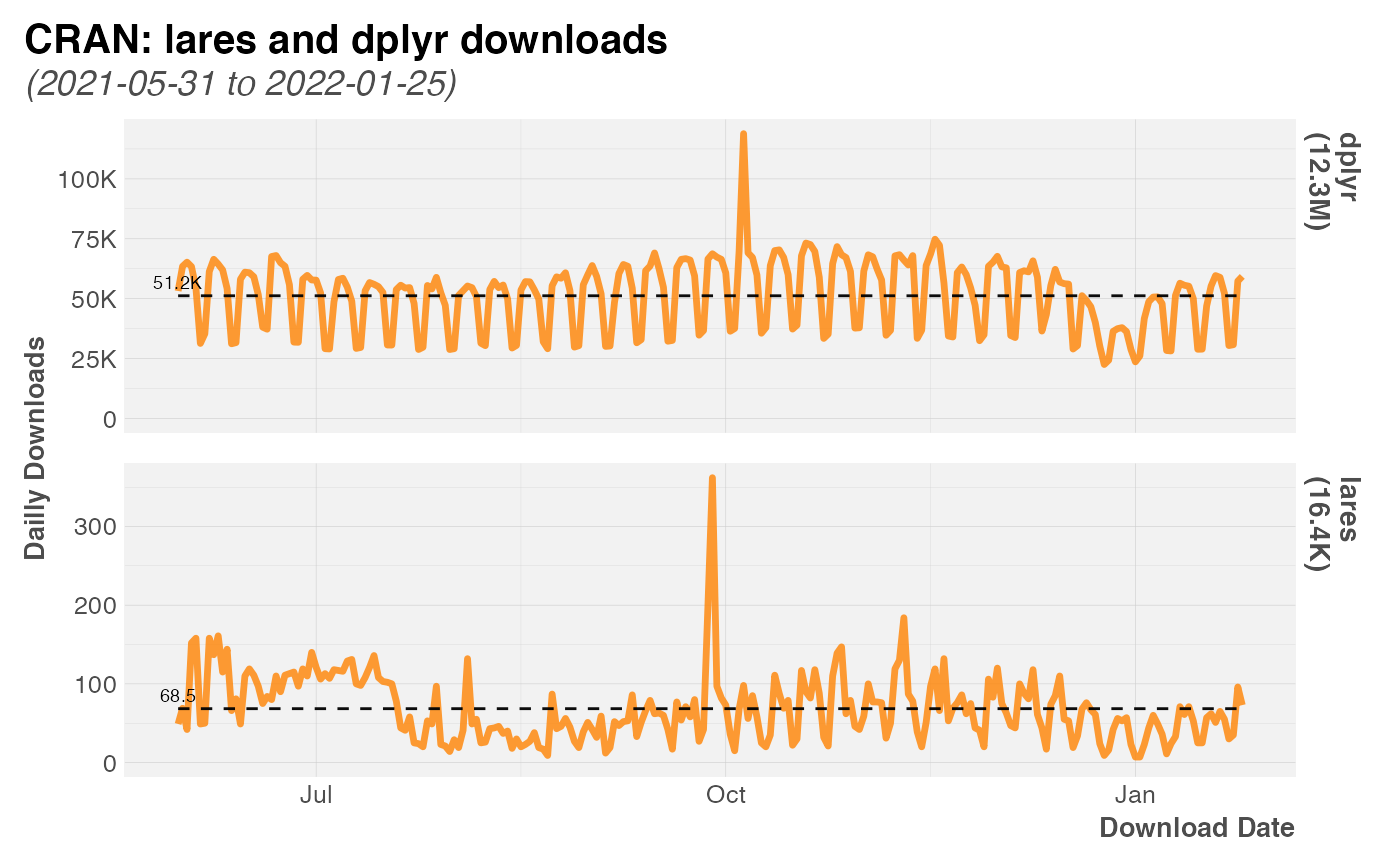 CRAN: lares and dplyr downloads
(2021-05-31 to 2022-01-25)
dplyr
(12.3M)
100K
75K
51.2K
50K
25K
0
Dailly Downloads
lares
(16.4K)
300
200
100
68.5
0
Jul
Oct
Jan
Download Date